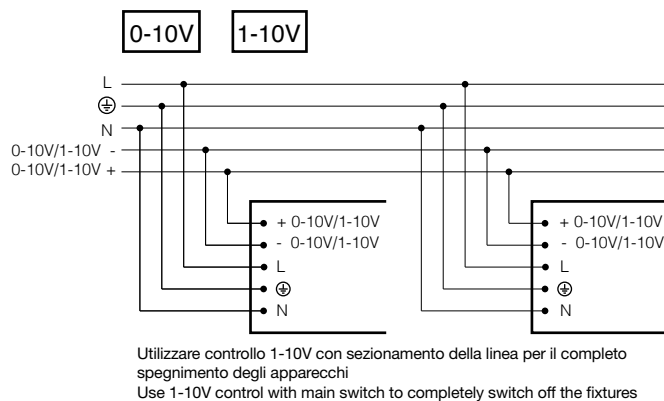 0-10V 1-10V
L
N
0-10V/1-10V -
0-10V/1-10V +
+ 0-10V/1-10V
- 0-10V/1-10V
L
N
+ 0-10V/1-10V
- 0-10V/1-10V
L
N
Utilizzare controllo 1-10V con sezionamento della linea per il completo
spegnimento degli apparecchi
Use 1-10V control with main switch to completely switch off the fixtures